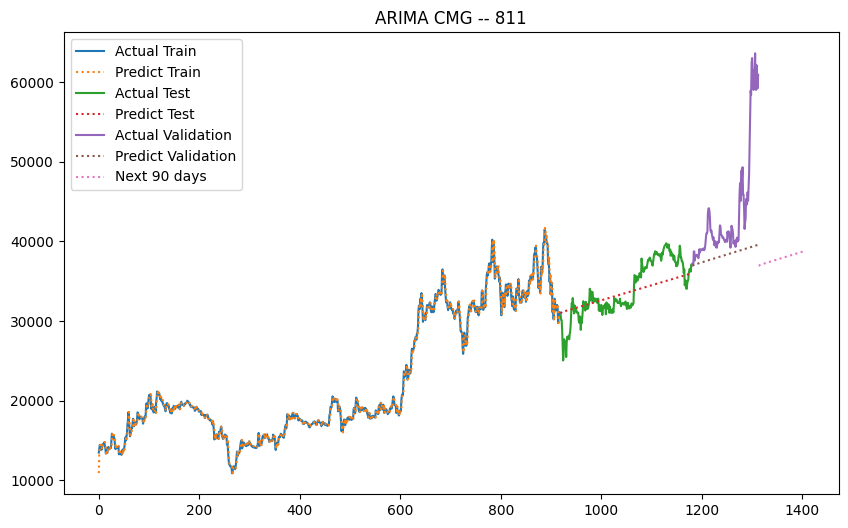 ARIMA CMG -- 811
Actual Train
Predict Train
Actual Test
Predict Test
Actual Validation
Predict Validation
Next 90 days
60000
50000
40000
30000
20000
10000
0
200
400
600
800
1000
1200
1400